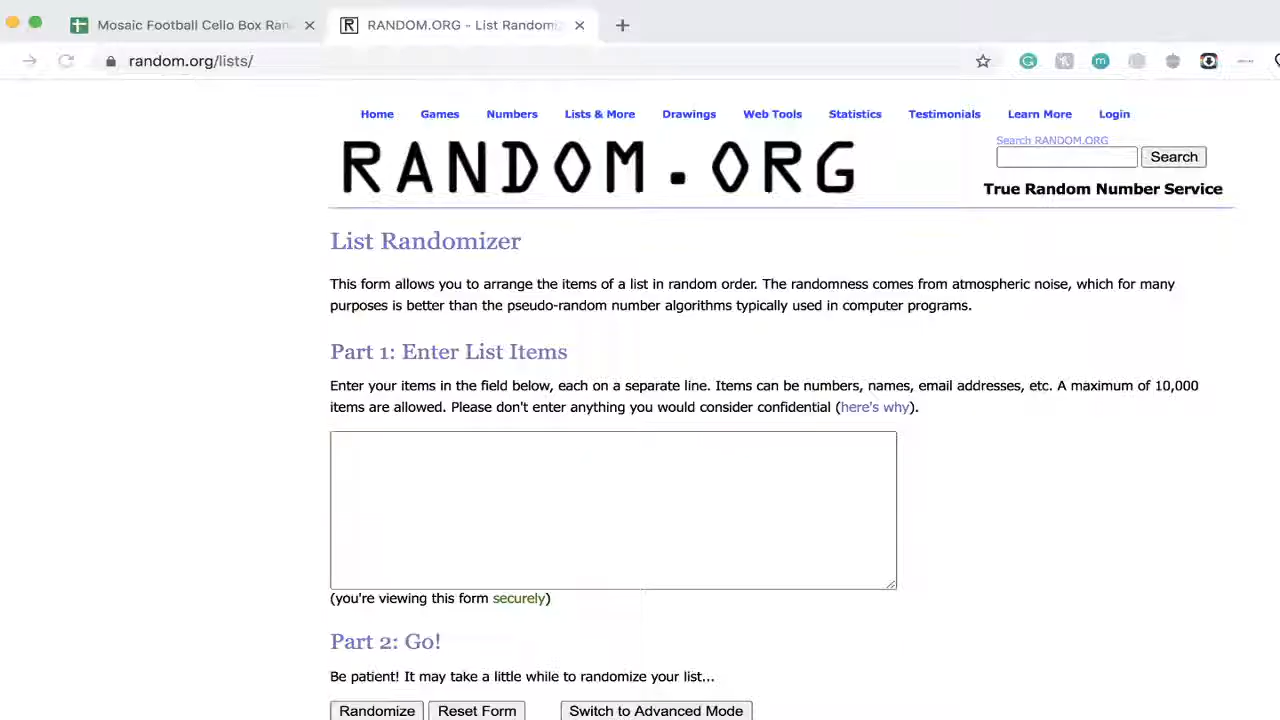 Mosaic Football Cello Box Ran
RANDOM.ORG - List Randomiz
random.org/lists/
Home Games Numbers Lists & More Drawings Web Tools Statistics Testimonials Learn More Login
RANDOM.ORG
Search RANDOM.ORG
Search
True Random Number Service
List Randomizer
This form allows you to arrange the items of a list in random order. The randomness comes from atmospheric noise, which for many
purposes is better than the pseudo-random number algorithms typically used in computer programs.
Part 1: Enter List Items
Enter your items in the field below, each on a separate line. Items can be numbers, names, email addresses, etc. A maximum of 10,000
items are allowed. Please don't enter anything you would consider confidential (here's why).
(you're viewing this form securely)
Part 2: Go!
Be patient! It may take a little while to randomize your list...
Randomize Reset Form Switch to Advanced Mode